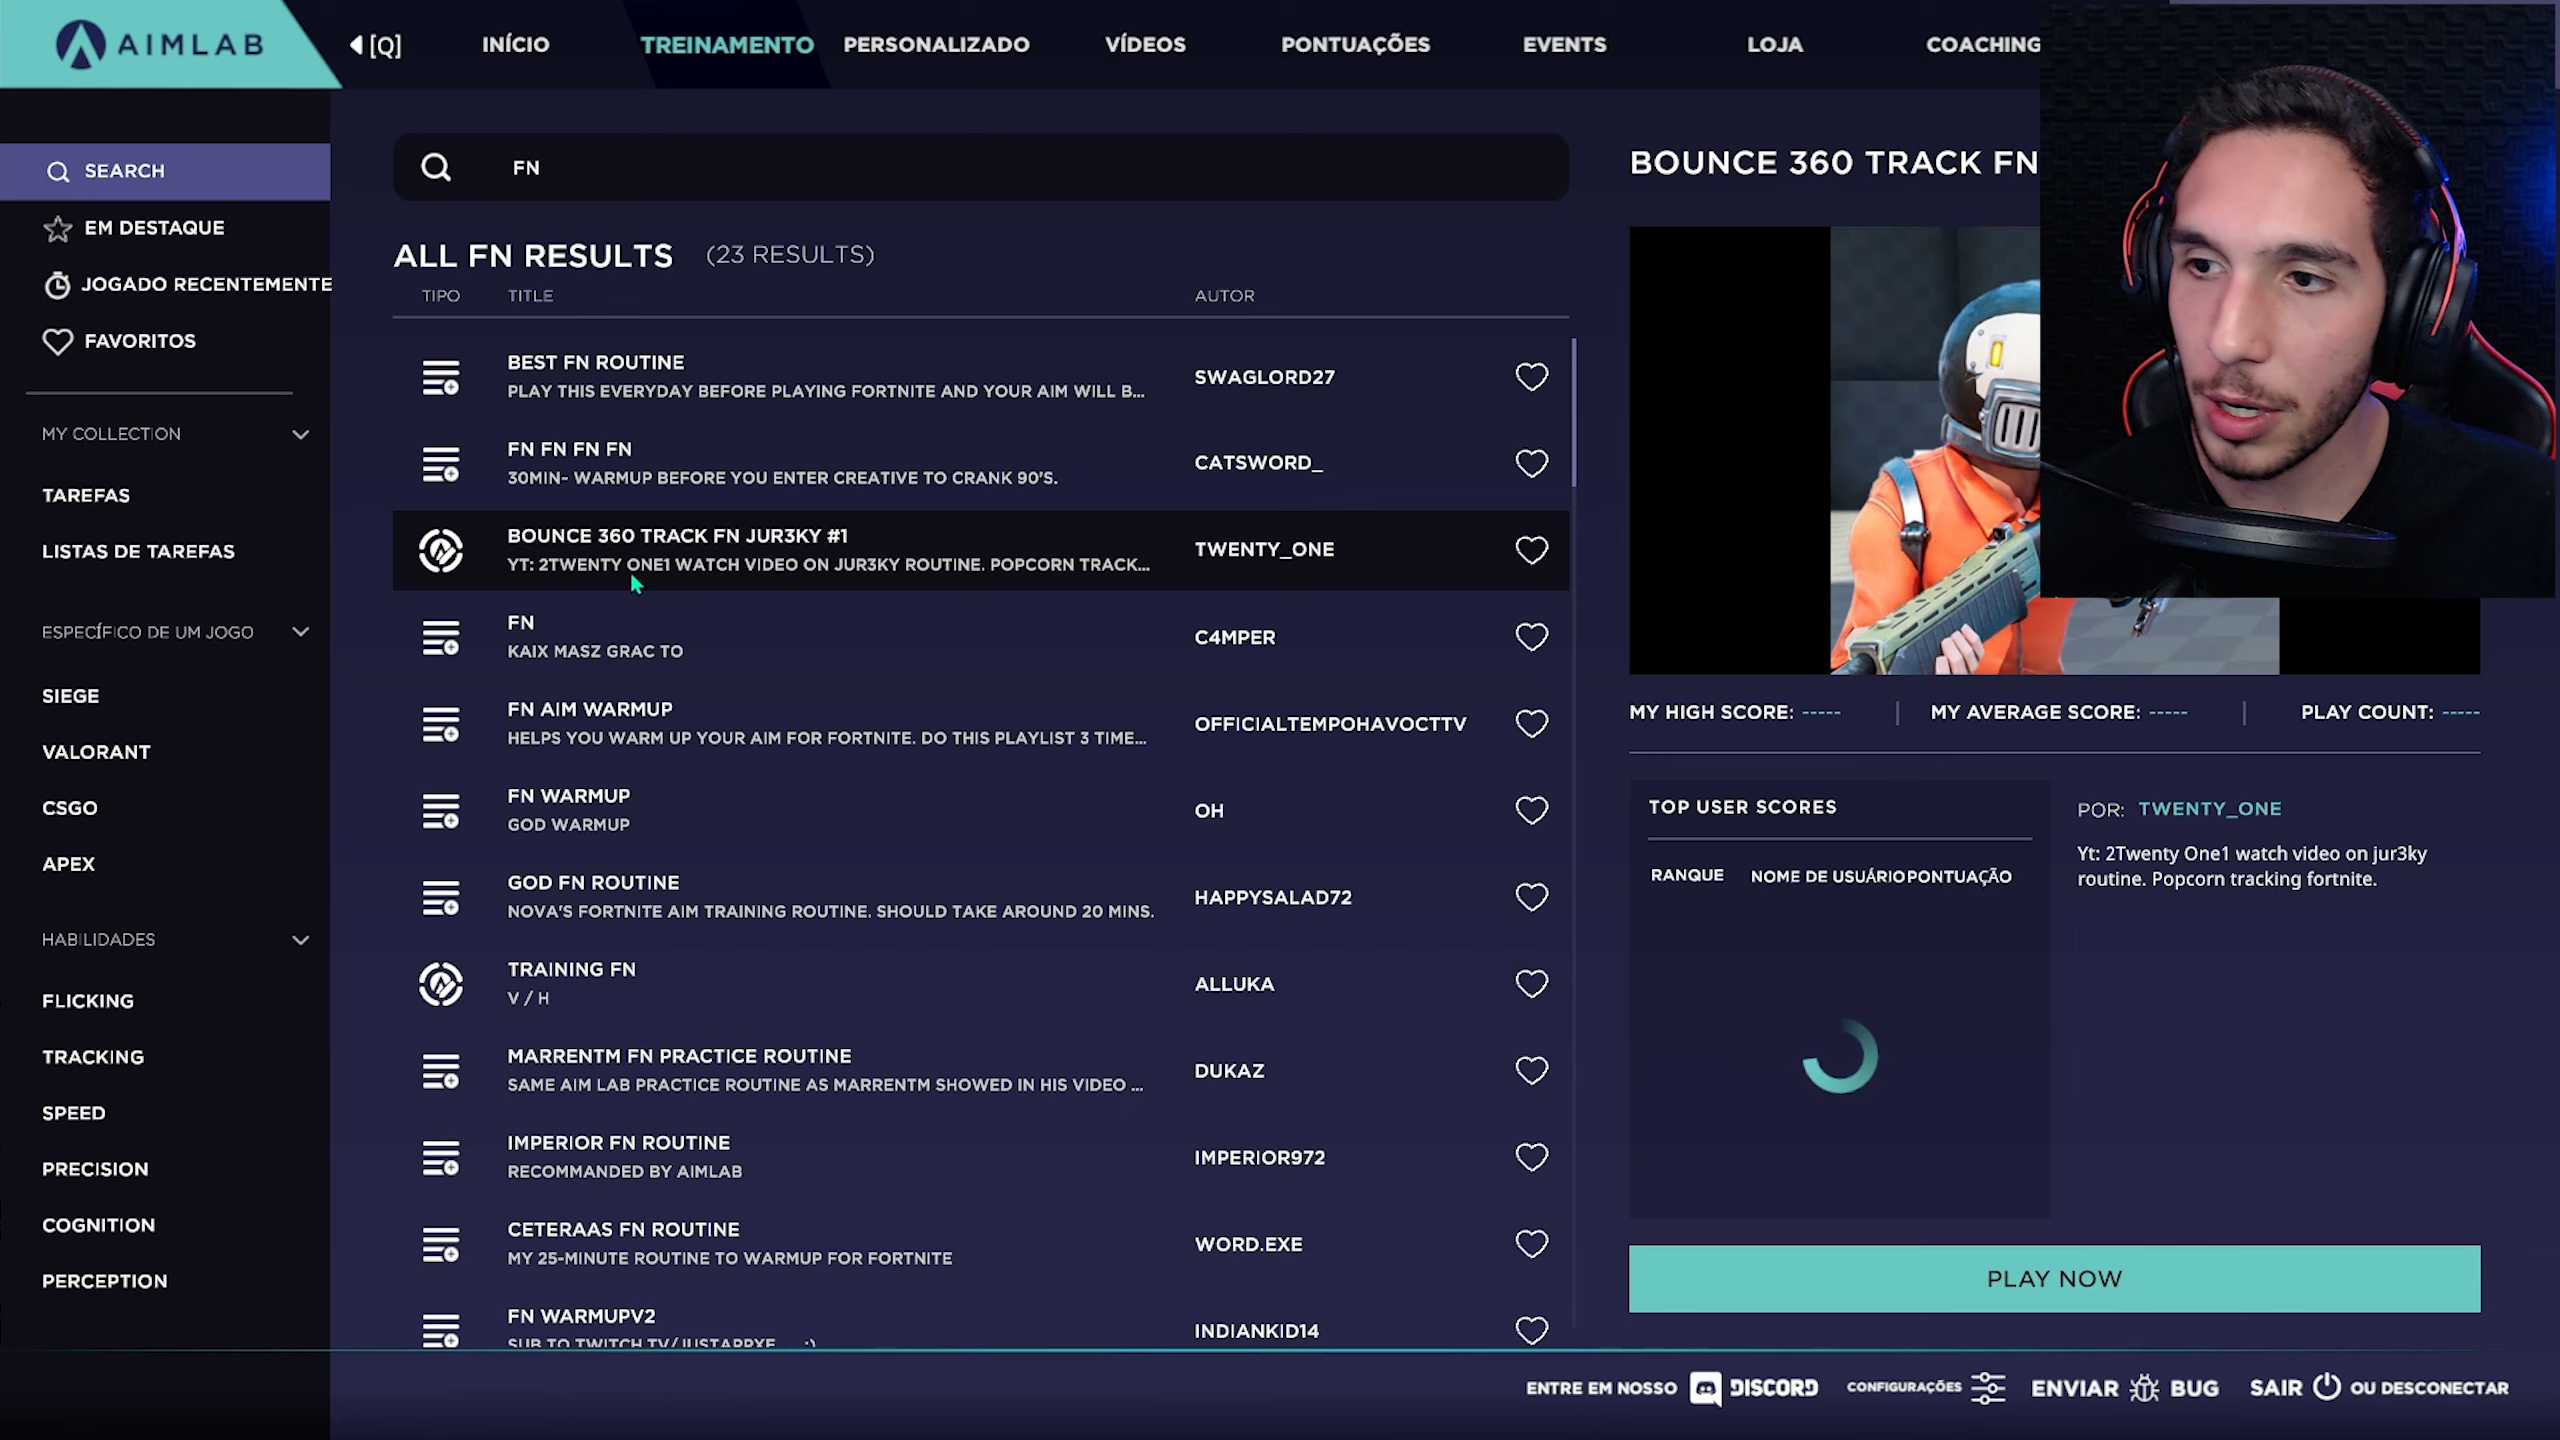 AIMLAB
[Q]
INÍCIO
TREINAMENTO
PERSONALIZADO
VÍDEOS
PONTUAÇÕES
EVENTS
LOJA
COACHING
SEARCH
EM DESTAQUE
JOGADO RECENTEMENTE
FAVORITOS
MY COLLECTION
TAREFAS
LISTAS DE TAREFAS
ESPECÍFICO DE UM JOGO
SIEGE
VALORANT
CSGO
APEX
HABILIDADES
FLICKING
TRACKING
SPEED
PRECISION
COGNITION
PERCEPTION
FN
ALL FN RESULTS (23 RESULTS)
TIPO TITLE AUTOR
BEST FN ROUTINE
PLAY THIS EVERYDAY BEFORE PLAYING FORTNITE AND YOUR AIM WILL B...
SWAGLORD27
FN FN FN FN
30MIN- WARMUP BEFORE YOU ENTER CREATIVE TO CRANK 90'S.
CATSWORD_
BOUNCE 360 TRACK FN JUR3KY #1
YT: 2TWENTY ONE1 WATCH VIDEO ON JUR3KY ROUTINE. POPCORN TRACK...
TWENTY_ONE
FN
KAIX MASZ GRAC TO
C4MPER
FN AIM WARMUP
HELPS YOU WARM UP YOUR AIM FOR FORTNITE. DO THIS PLAYLIST 3 TIME...
OFFICIALTEMPOHAVOCTTV
FN WARMUP
GOD WARMUP
OH
GOD FN ROUTINE
NOVA'S FORTNITE AIM TRAINING ROUTINE. SHOULD TAKE AROUND 20 MINS.
HAPPYSALAD72
TRAINING FN
V / H
ALLUKA
MARRENTM FN PRACTICE ROUTINE
SAME AIM LAB PRACTICE ROUTINE AS MARRENTM SHOWED IN HIS VIDEO ...
DUKAZ
IMPERIOR FN ROUTINE
RECOMMANDED BY AIMLAB
IMPERIOR972
CETERAAS FN ROUTINE
MY 25-MINUTE ROUTINE TO WARMUP FOR FORTNITE
WORD.EXE
FN WARMUPV2
SUB TO TWITCH.TV/JUSTAPPXE :)
INDIANKID14
BOUNCE 360 TRACK FN
MY HIGH SCORE: -----
MY AVERAGE SCORE: -----
PLAY COUNT: -----
TOP USER SCORES
RANQUE NOME DE USUÁRIO PONTUAÇÃO
POR: TWENTY_ONE
Yt: 2Twenty One1 watch video on jur3ky
routine. Popcorn tracking fortnite.
PLAY NOW
ENTRE EM NOSSO DISCORD
CONFIGURAÇÕES
ENVIAR BUG
SAIR OU DESCONECTAR